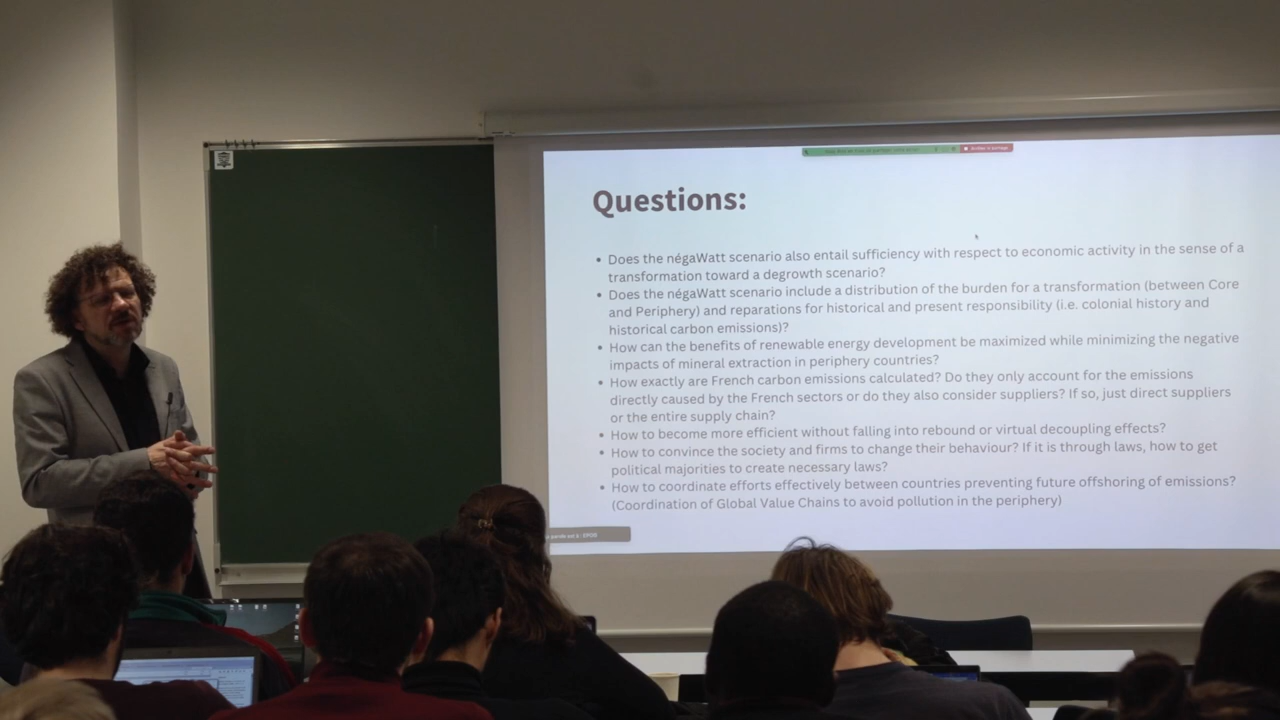 Questions:
• Does the négaWatt scenario also entail sufficiency with respect to economic activity in the sense of a
transformation toward a degrowth scenario?
• Does the négaWatt scenario include a distribution of the burden for a transformation (between Core
and Periphery) and reparations for historical and present responsibility (i.e. colonial history and
historical carbon emissions)?
• How can the benefits of renewable energy development be maximized while minimizing the negative
impacts of mineral extraction in periphery countries?
• How exactly are French carbon emissions calculated? Do they only account for the emissions
directly caused by the French sectors or do they also consider suppliers? If so, just direct suppliers
or the entire supply chain?
• How to become more efficient without falling into rebound or virtual decoupling effects?
• How to convince the society and firms to change their behaviour? If it is through laws, how to get
political majorities to create necessary laws?
• How to coordinate efforts effectively between countries preventing future offshoring of emissions?
(Coordination of Global Value Chains to avoid pollution in the periphery)
parole est à : EPOG